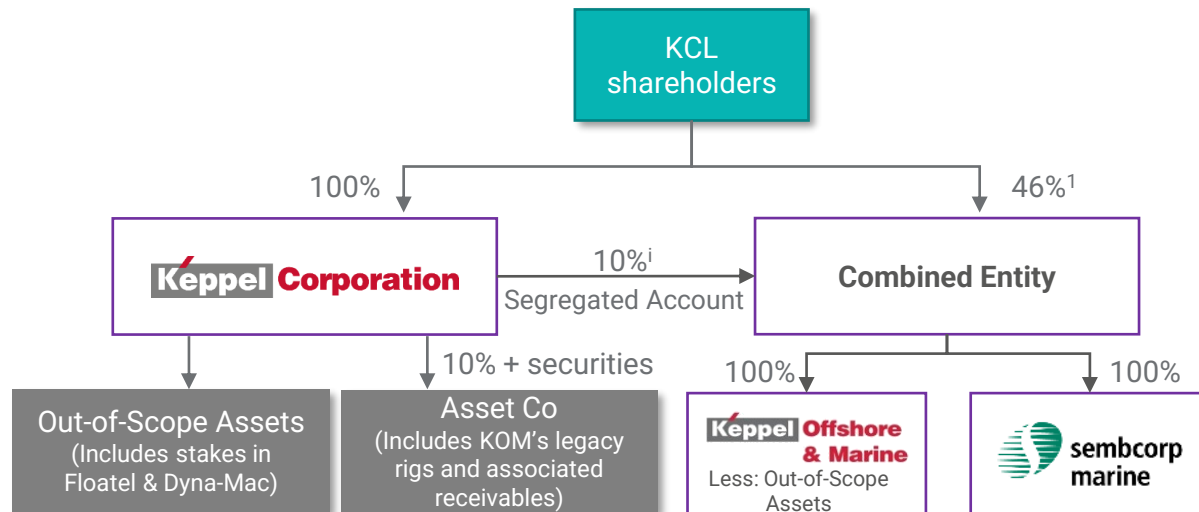 KCL
shareholders
100%
46%¹
Keppel Corporation
10%ⁱ
Segregated Account
Combined Entity
10% + securities
100%
100%
Out-of-Scope Assets
(Includes stakes in
Floatel & Dyna-Mac)
Asset Co
(Includes KOM’s legacy
rigs and associated
receivables)
Keppel Offshore
& Marine
Less: Out-of-Scope
Assets
sembcorp
marine